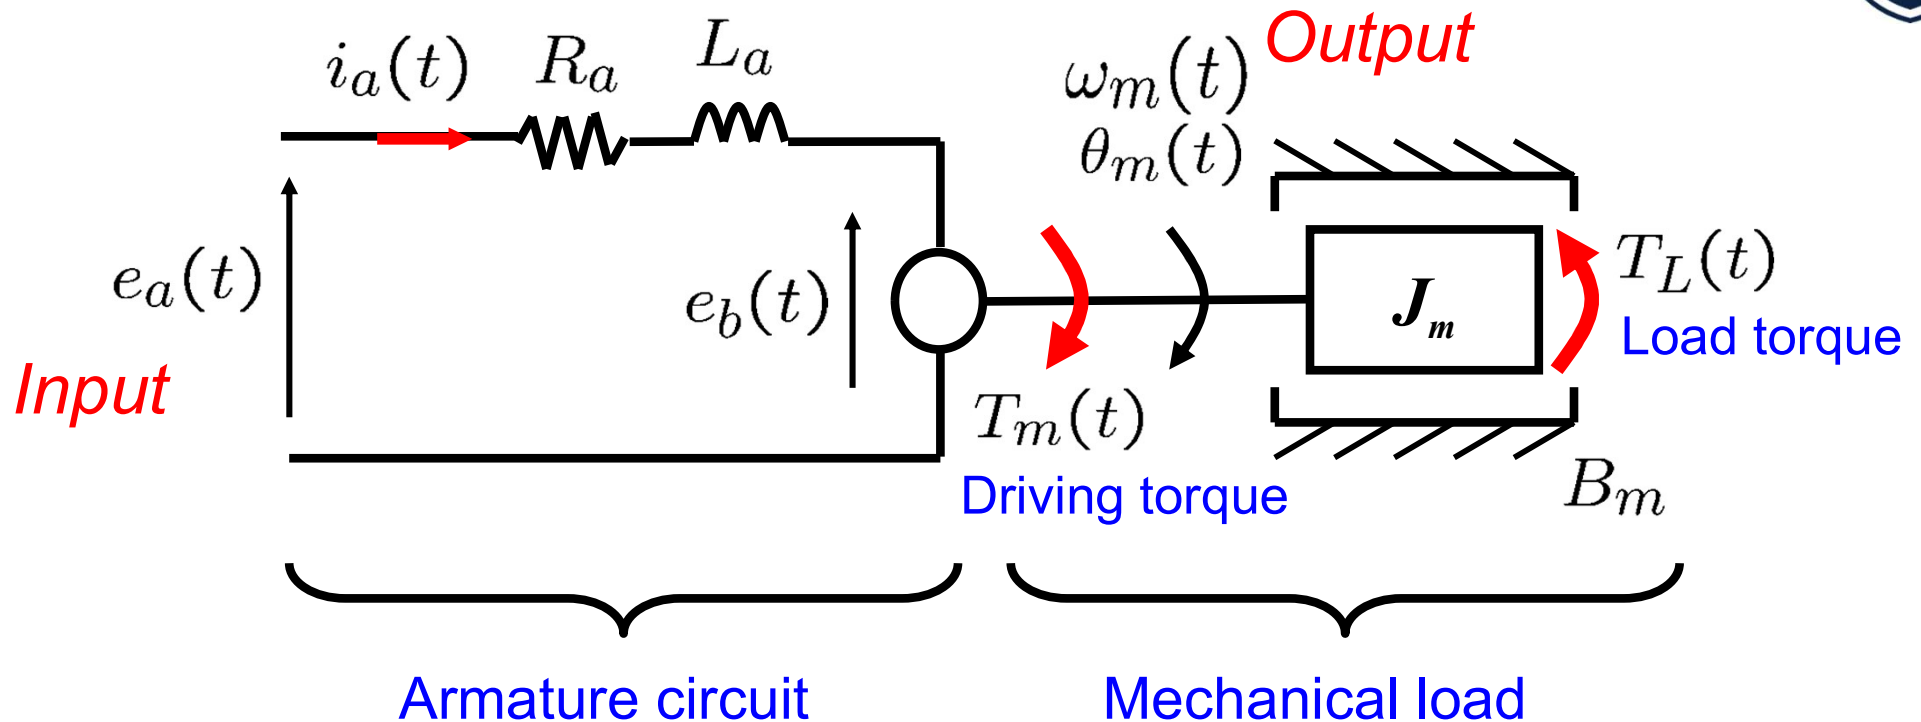 i_a(t) R_a L_a
ω_m(t) Output
θ_m(t)
e_a(t)
e_b(t)
J_m
T_L(t)
Load torque
Input
T_m(t)
Driving torque
B_m
Armature circuit
Mechanical load